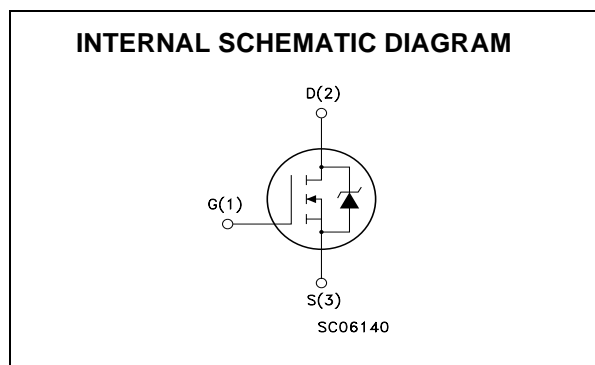 INTERNAL SCHEMATIC DIAGRAM
D(2)
G(1)
S(3)
SC06140